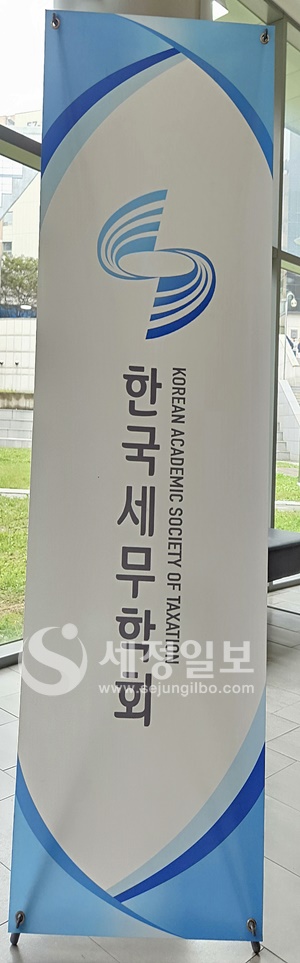 한국세무학회
KOREAN ACADEMIC SOCIETY OF TAXATION
S 세정일보
www.sejungilbo.com